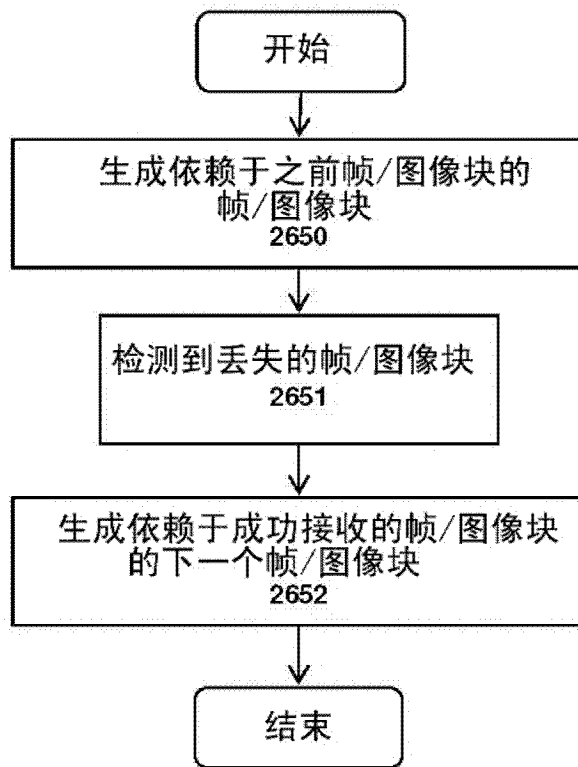 开始
生成依赖于之前帧/图像块的
帧/图像块
2650
检测到丢失的帧/图像块
2651
生成依赖于成功接收的帧/图像块
的下一个帧/图像块
2652
结束